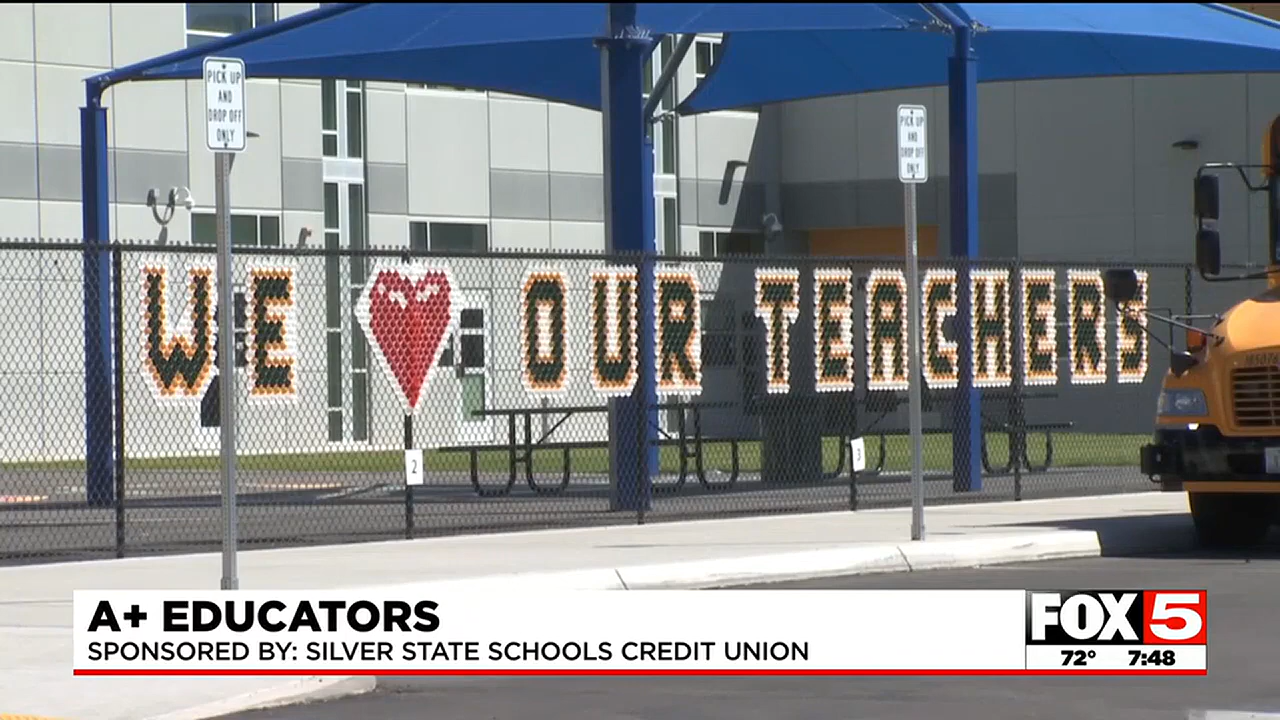 PICK UP
AND
DROP OFF
ONLY
PICK UP
AND
DROP OFF
ONLY
WE ❤ OUR TEACHERS
2
3
A+ EDUCATORS
SPONSORED BY: SILVER STATE SCHOOLS CREDIT UNION
FOX 5
72° 7:48